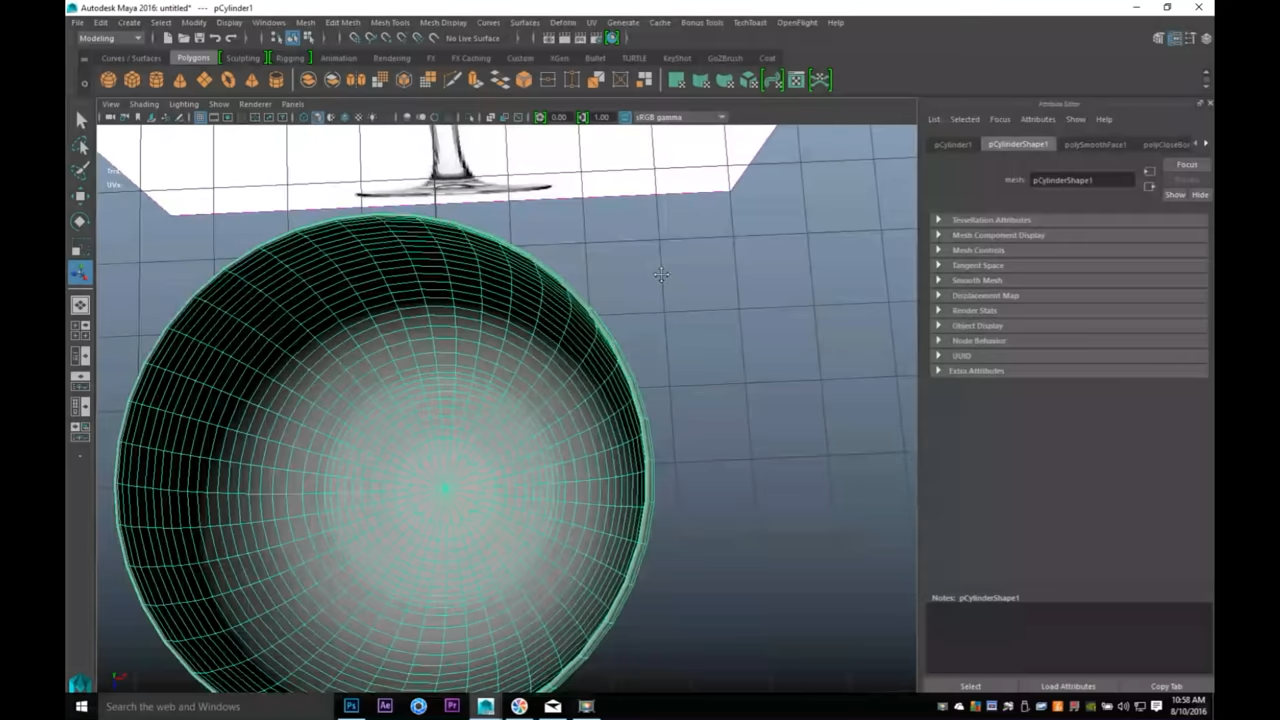 Autodesk Maya 2016: untitled* --- pCylinder1
File Edit Create Select Modify Display Windows Mesh Edit Mesh Mesh Tools Mesh Display Curves Surfaces Deform UV Generate Cache Bonus Tools TechToast OpenFlight Help
Modeling No Live Surface
Curves / Surfaces Polygons Sculpting Rigging Animation Rendering FX FX Caching Custom XGen Bullet TURTLE KeyShot GoZBrush
View Shading Lighting Show Renderer Panels
0.00 1.00 sRGB gamma
UVs:
Attribute Editor
List Selected Focus Attributes Show Help
pCylinder1 pCylinderShape1 polySmoothFace1 polyCloseBor
mesh: pCylinderShape1
Focus
Show Hide
Tessellation Attributes
Mesh Component Display
Mesh Controls
Tangent Space
Smooth Mesh
Displacement Map
Render Stats
Object Display
Node Behavior
UUID
Extra Attributes
Notes: pCylinderShape1
Select Load Attributes Copy Tab
Search the web and Windows
10:58 AM
8/10/2016